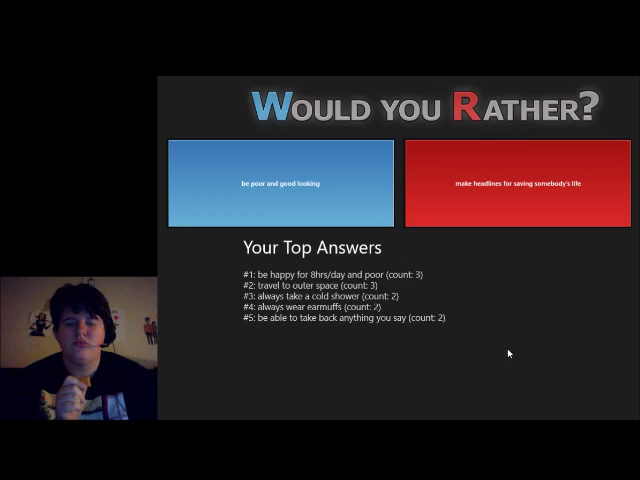 WOULD YOU RATHER?
be poor and good looking
make headlines for saving somebody's life
Your Top Answers
#1: be happy for 8hrs/day and poor (count: 3)
#2: travel to outer space (count: 3)
#3: always take a cold shower (count: 2)
#4: always wear earmuffs (count: 2)
#5: be able to take back anything you say (count: 2)